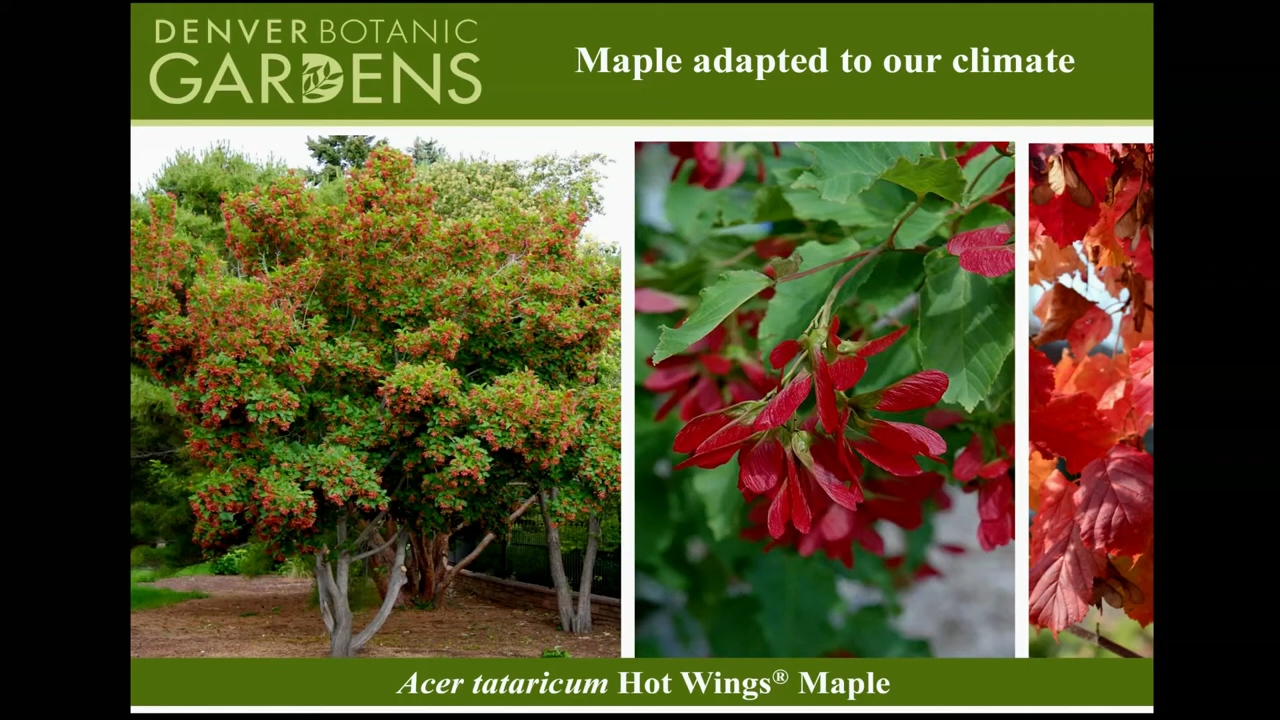 DENVER BOTANIC
GARDENS
Maple adapted to our climate
Acer tataricum Hot Wings® Maple